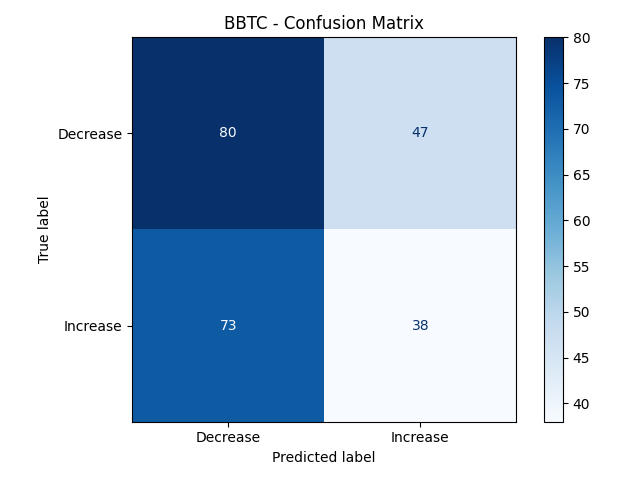 BBTC - Confusion Matrix
True label
Decrease
Increase
80
47
73
38
Decrease
Increase
Predicted label
80
75
70
65
60
55
50
45
40